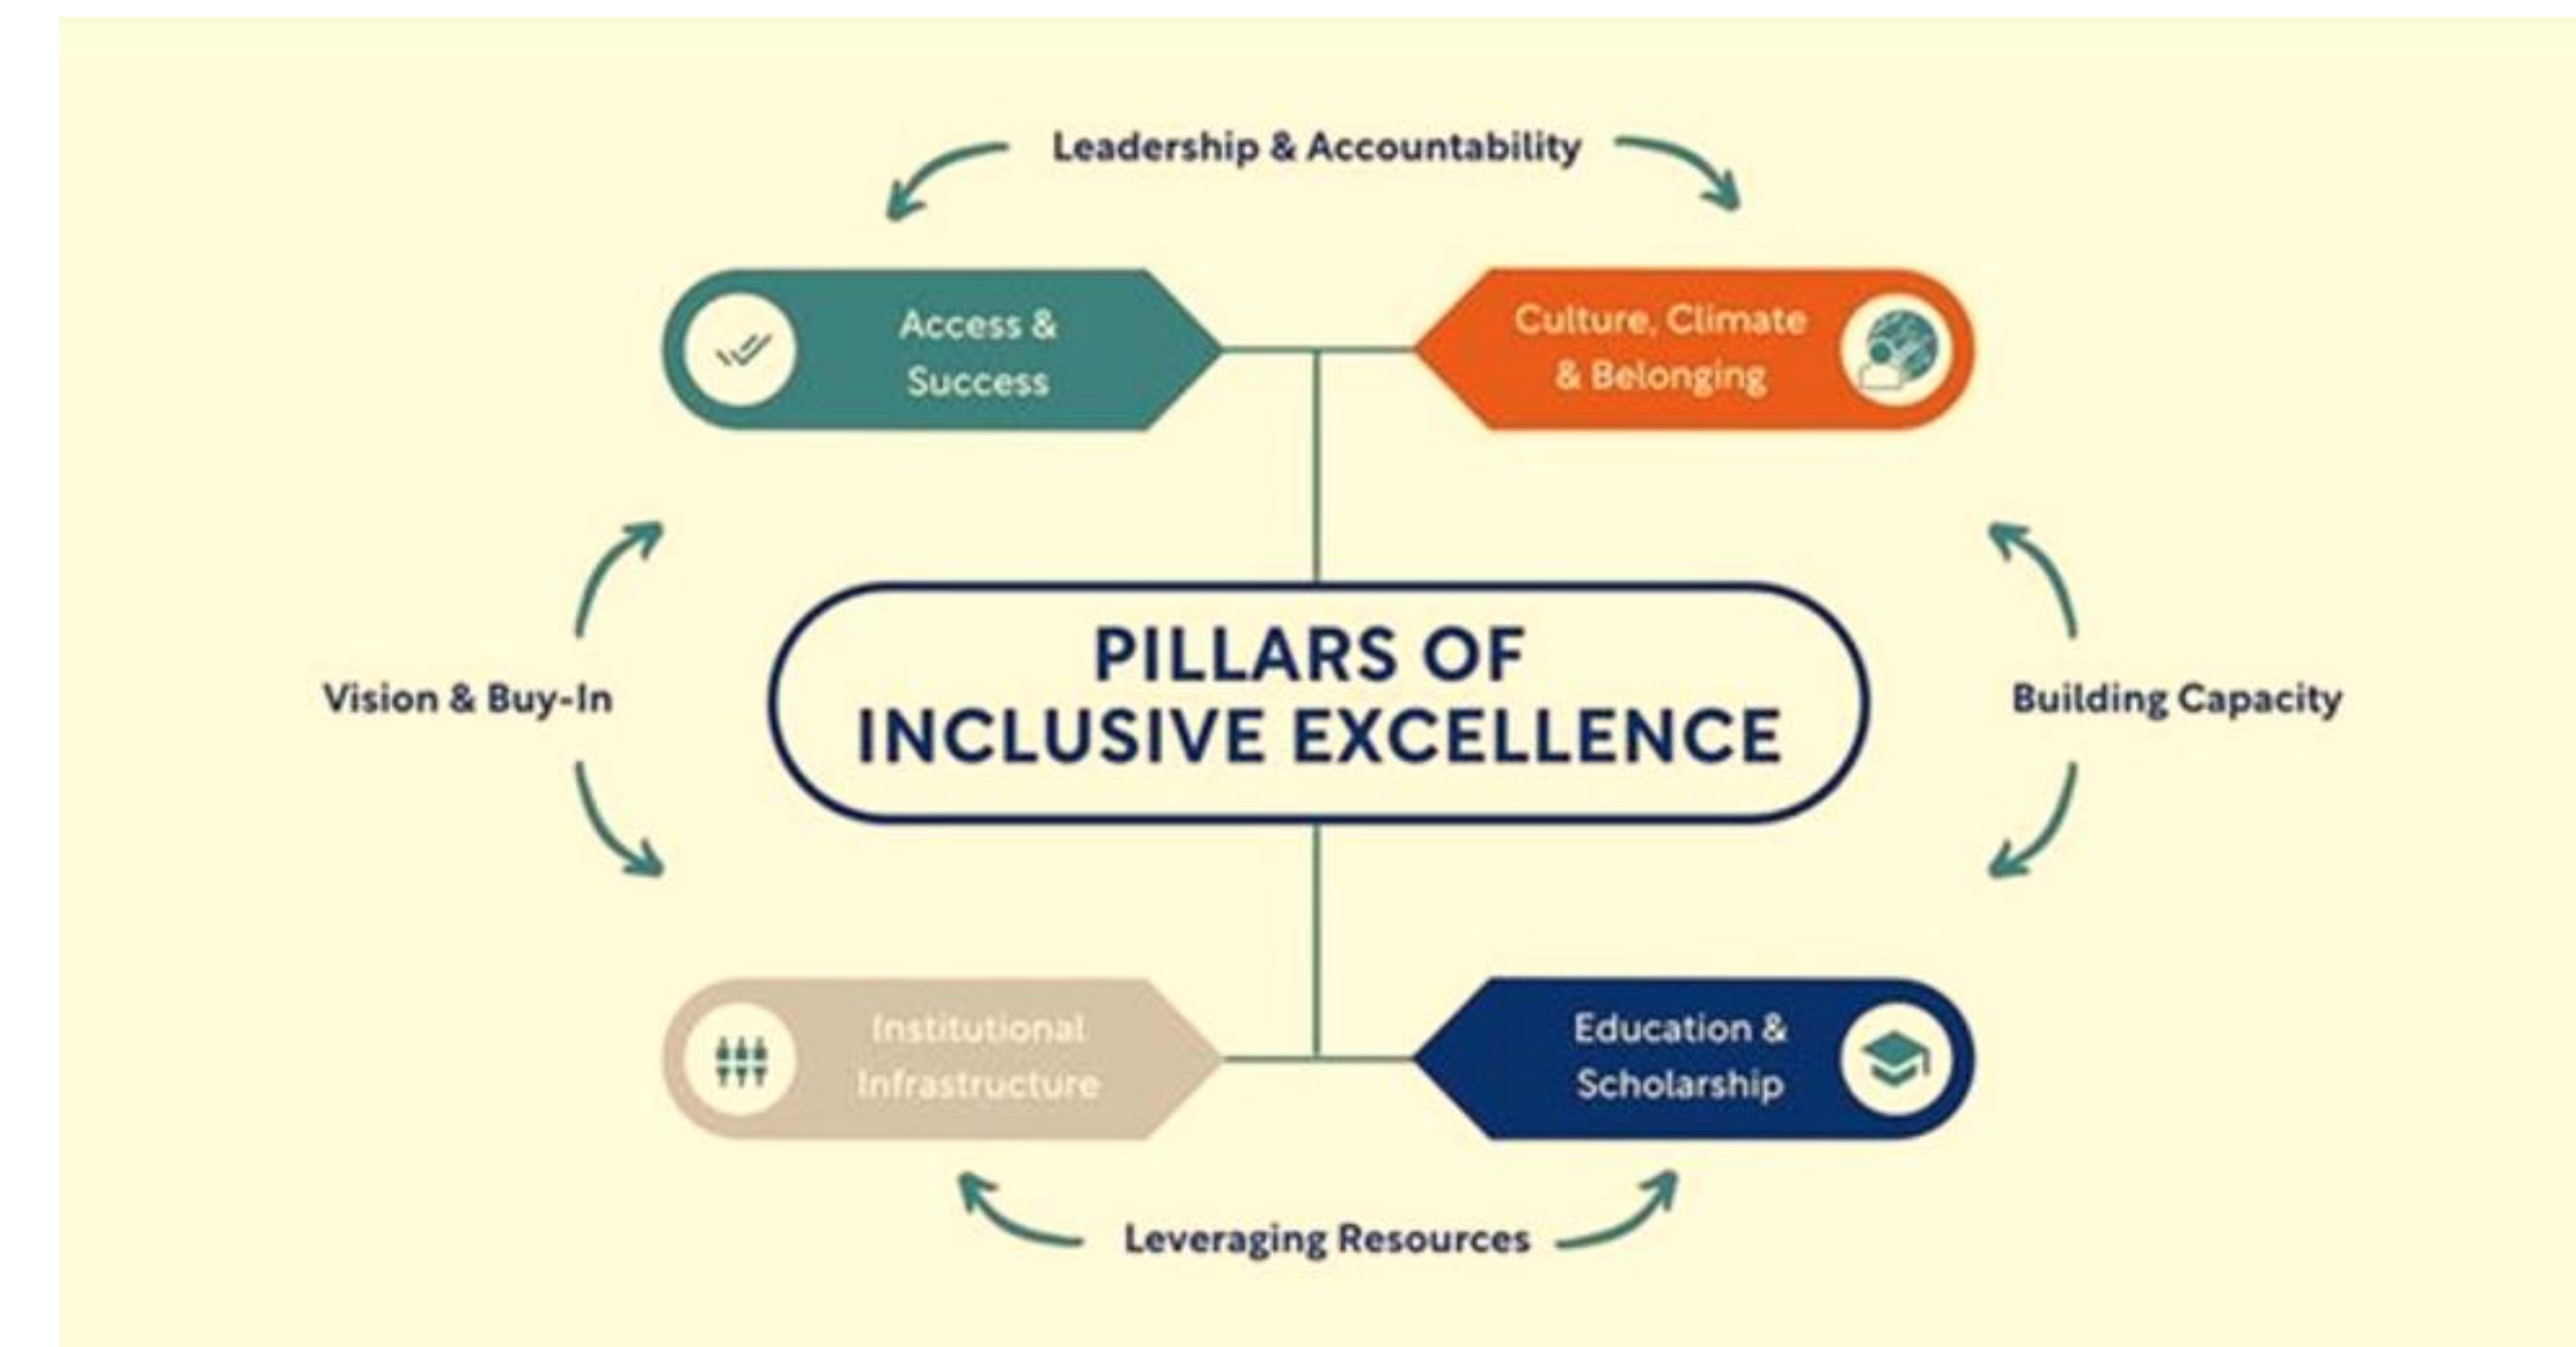 Leadership & Accountability
Access &
Success
Culture, Climate
& Belonging
PILLARS OF
INCLUSIVE EXCELLENCE
Vision & Buy-In
Building Capacity
Institutional
Infrastructure
Education &
Scholarship
Leveraging Resources